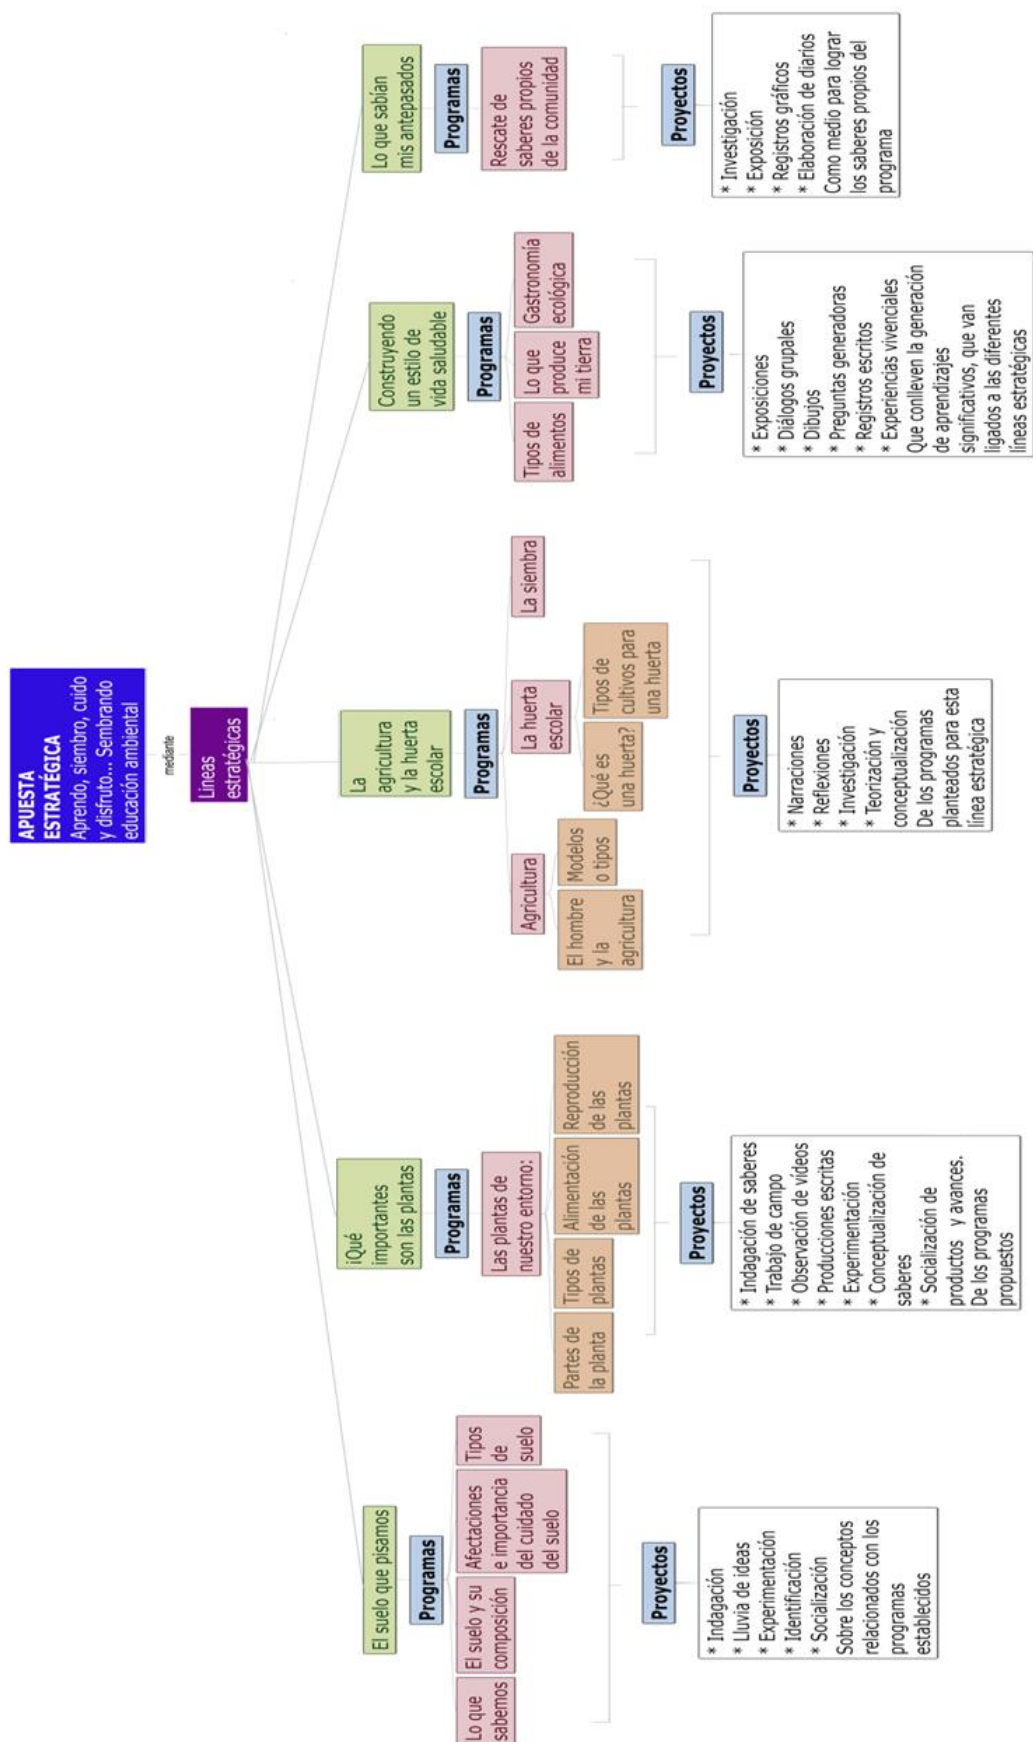 APUESTA
ESTRATÉGICA
Aprendo, siembro, cuido
y disfruto... Sembrando
educación ambiental
mediante
Líneas
estratégicas
El suelo que pisamos
Programas
Lo que
sabemos
El suelo y su
composición
Afectaciones
e importancia
del cuidado
del suelo
Tipos
de
suelo
Proyectos
* Indagación
* Lluvia de ideas
* Experimentación
* Identificación
* Socialización
Sobre los conceptos
relacionados con los
programas
establecidos
¡Qué
importantes
son las plantas
Programas
Las plantas de
nuestro entorno:
Partes de
la planta
Tipos de
plantas
Alimentación
de las
plantas
Reproducción
de las
plantas
Proyectos
* Indagación de saberes
* Trabajo de campo
* Observación de vídeos
* Producciones escritas
* Experimentación
* Conceptualización de
saberes
* Socialización de
productos y avances.
De los programas
propuestos
La
agricultura
y la huerta
escolar
Programas
Agricultura
El hombre
y la
agricultura
Modelos
o tipos
La huerta
escolar
¿Qué es
una huerta?
Tipos de
cultivos para
una huerta
La siembra
Proyectos
* Narraciones
* Reflexiones
* Investigación
* Teorización y
conceptualización
De los programas
planteados para esta
línea estratégica
Construyendo
un estilo de
vida saludable
Programas
Tipos de
alimentos
Lo que
produce
mi tierra
Gastronomía
ecológica
Proyectos
* Exposiciones
* Diálogos grupales
* Dibujos
* Preguntas generadoras
* Registros escritos
* Experiencias vivenciales
Que conlleven la generación
de aprendizajes
significativos, que van
ligados a las diferentes
líneas estratégicas
Lo que sabían
mis antepasados
Programas
Rescate de
saberes propios
de la comunidad
Proyectos
* Investigación
* Exposición
* Registros gráficos
* Elaboración de diarios
Como medio para lograr
los saberes propios del
programa